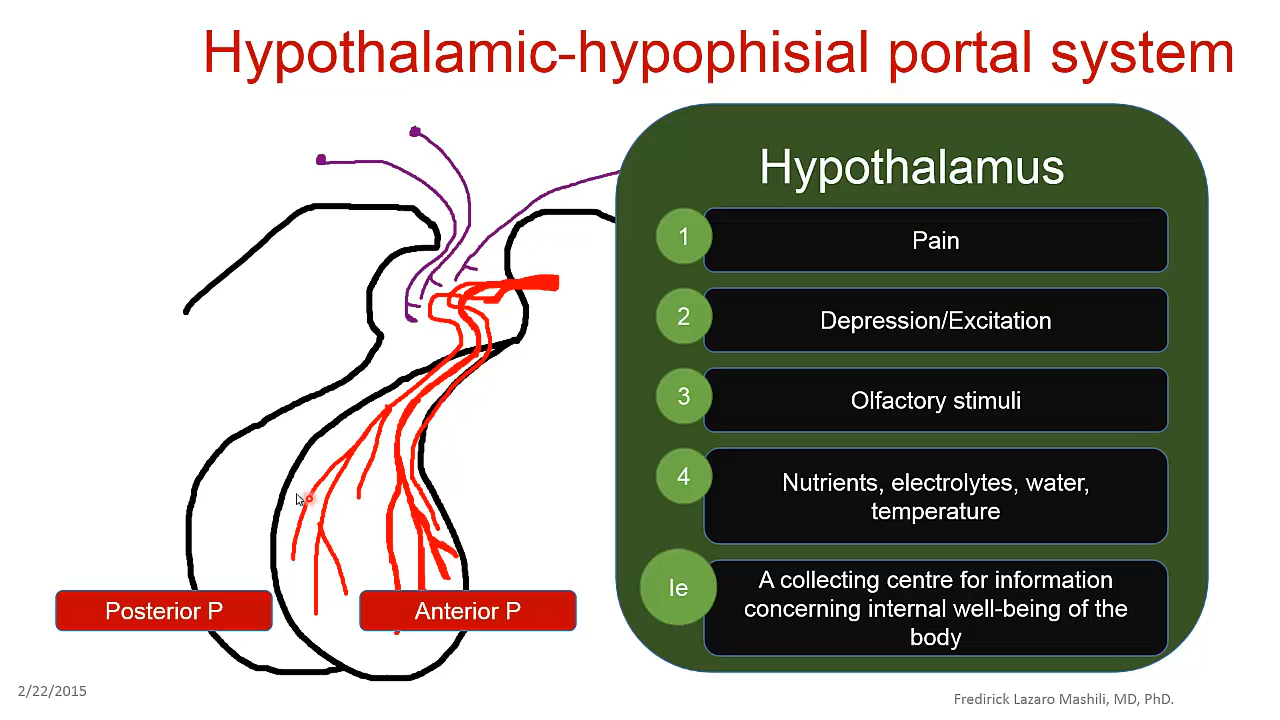 Hypothalamic-hypophisial portal system
Hypothalamus
1
Pain
2
Depression/Excitation
3
Olfactory stimuli
4
Nutrients, electrolytes, water,
temperature
Ie
A collecting centre for information
concerning internal well-being of the
body
Posterior P
Anterior P
2/22/2015
Fredirick Lazaro Mashili, MD, PhD.